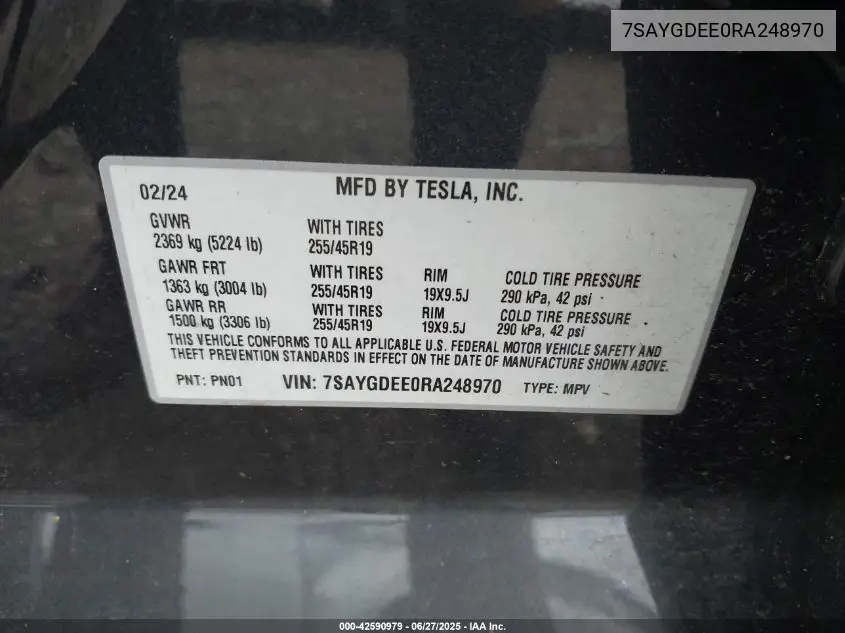 7SAYGDEE0RA248970
02/24 MFD BY TESLA, INC.
GVWR WITH TIRES
2369 kg (5224 lb) 255/45R19
GAWR FRT WITH TIRES RIM COLD TIRE PRESSURE
1363 kg (3004 lb) 255/45R19 19X9.5J 290 kPa, 42 psi
GAWR RR WITH TIRES RIM COLD TIRE PRESSURE
1500 kg (3306 lb) 255/45R19 19X9.5J 290 kPa, 42 psi
THIS VEHICLE CONFORMS TO ALL APPLICABLE U.S. FEDERAL MOTOR VEHICLE SAFETY AND
THEFT PREVENTION STANDARDS IN EFFECT ON THE DATE OF MANUFACTURE SHOWN ABOVE.
PNT: PN01 VIN: 7SAYGDEE0RA248970 TYPE: MPV
000-42590979 - 06/27/2025 - IAA Inc.